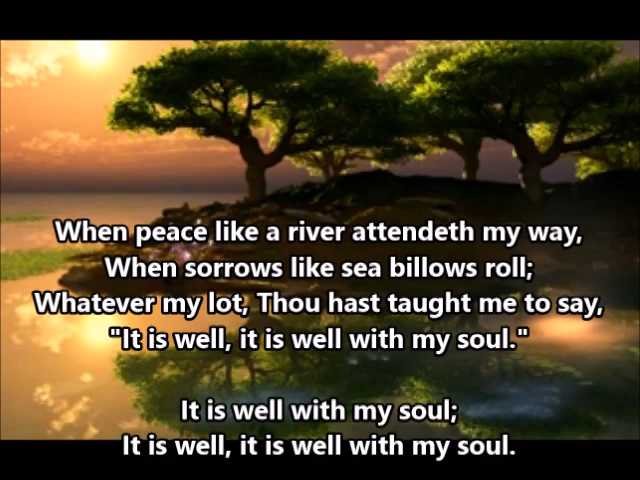 When peace like a river attendeth my way,
When sorrows like sea billows roll;
Whatever my lot, Thou hast taught me to say,
"It is well, it is well with my soul."
It is well with my soul;
It is well, it is well with my soul.